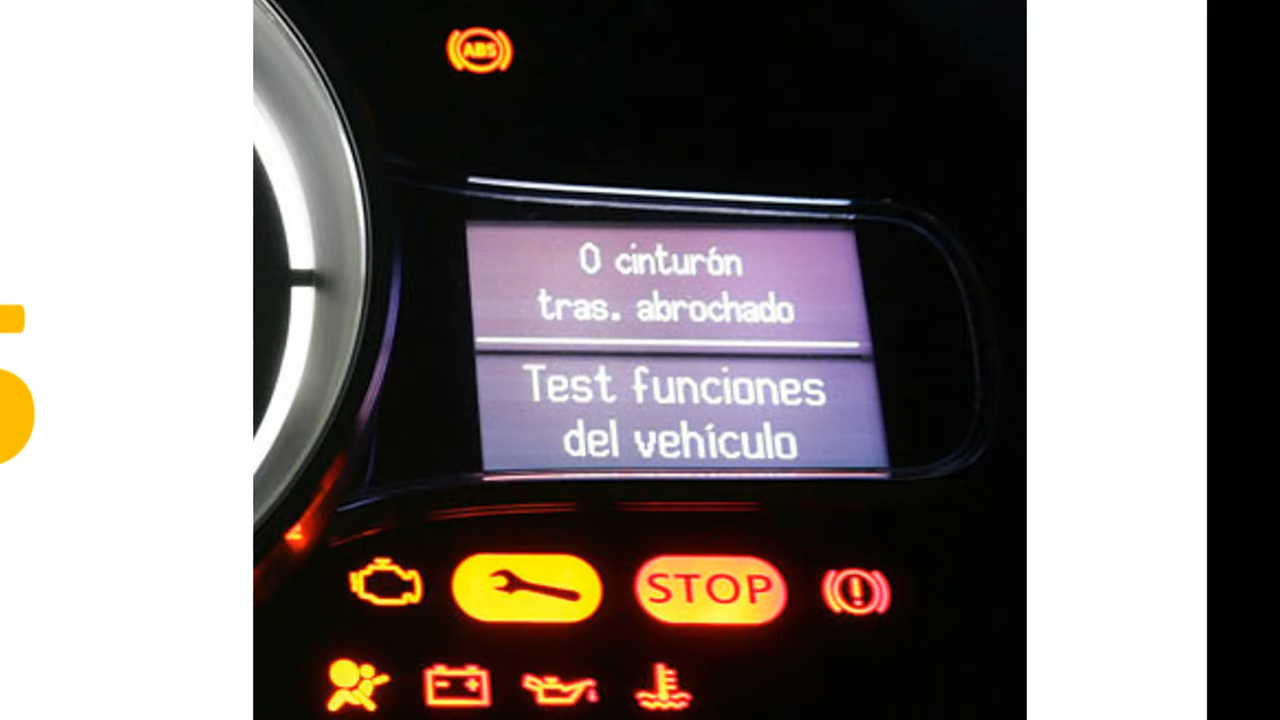 ABS
0 cinturón
tras. abrochado
Test funciones
del vehículo
STOP